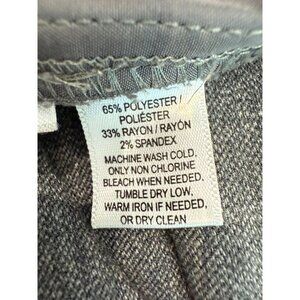 65% POLYESTER /
POLIÉSTER
33% RAYON / RAYÓN
2% SPANDEX
MACHINE WASH COLD,
ONLY NON CHLORINE
BLEACH WHEN NEEDED.
TUMBLE DRY LOW,
WARM IRON IF NEEDED,
OR DRY CLEAN